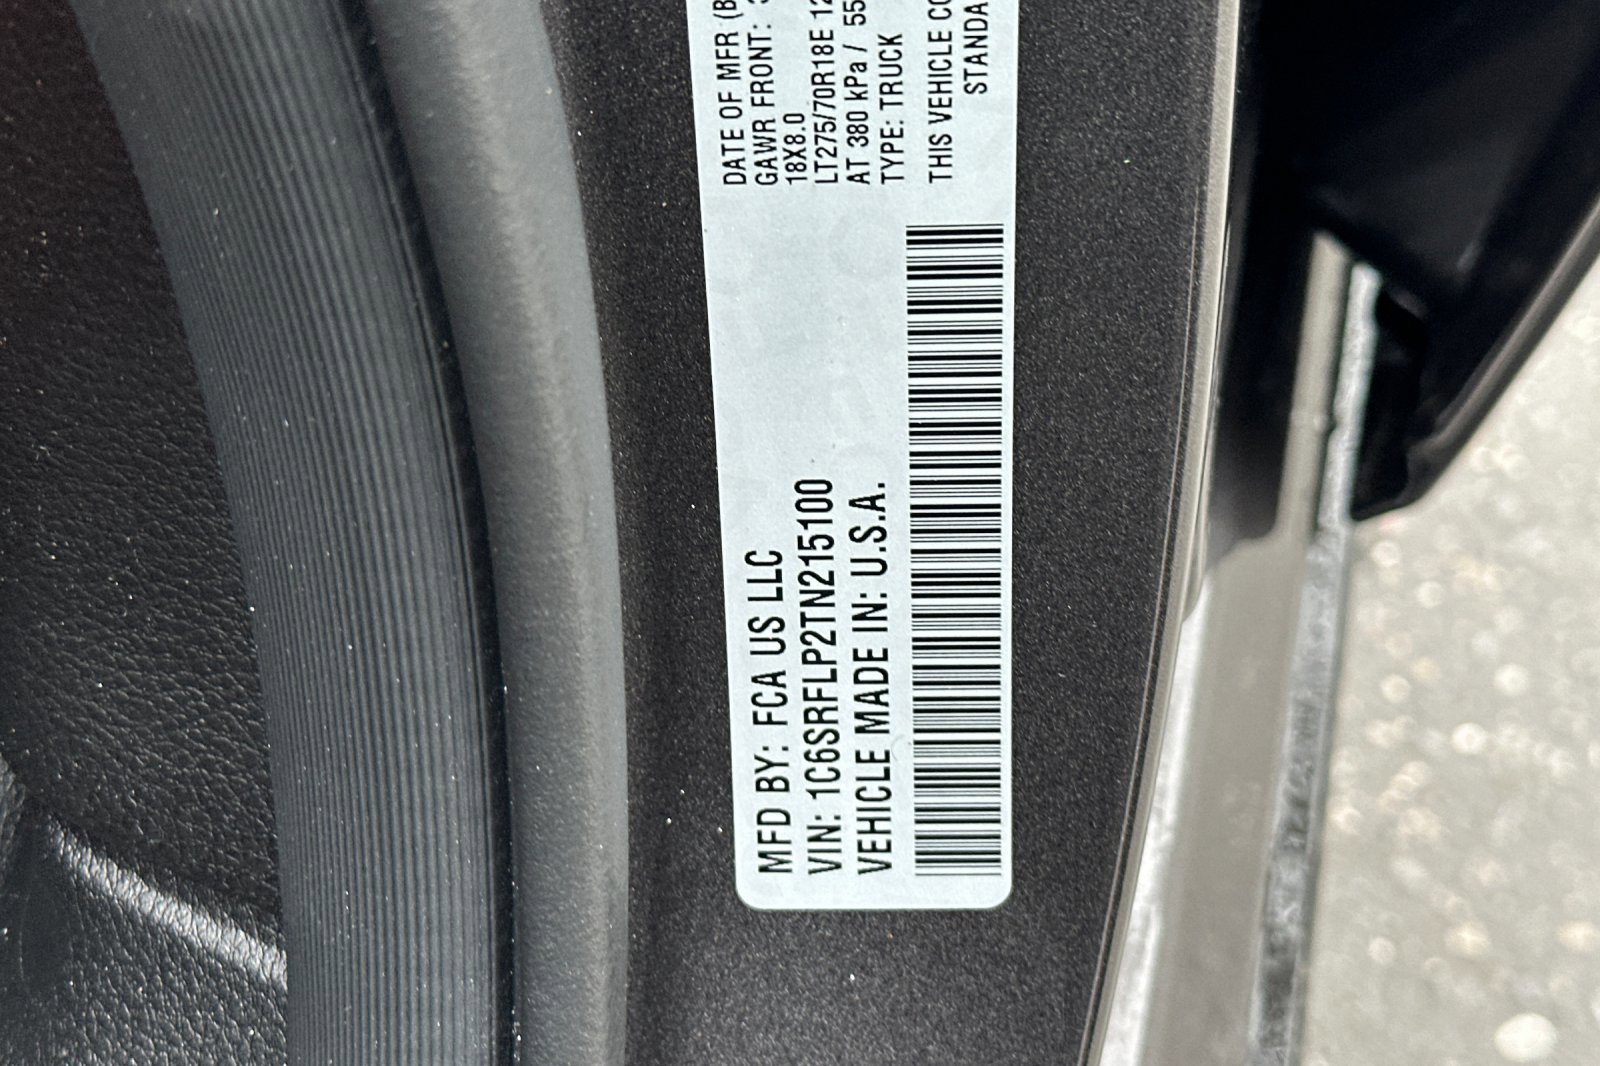 MFD BY: FCA US LLC
VIN: 1C6SRFLP2TN215100
VEHICLE MADE IN: U.S.A.
DATE OF MFR
GAWR FRONT:
18X8.0
LT275/70R18E
AT 380 kPa / 55
TYPE: TRUCK
THIS VEHICLE